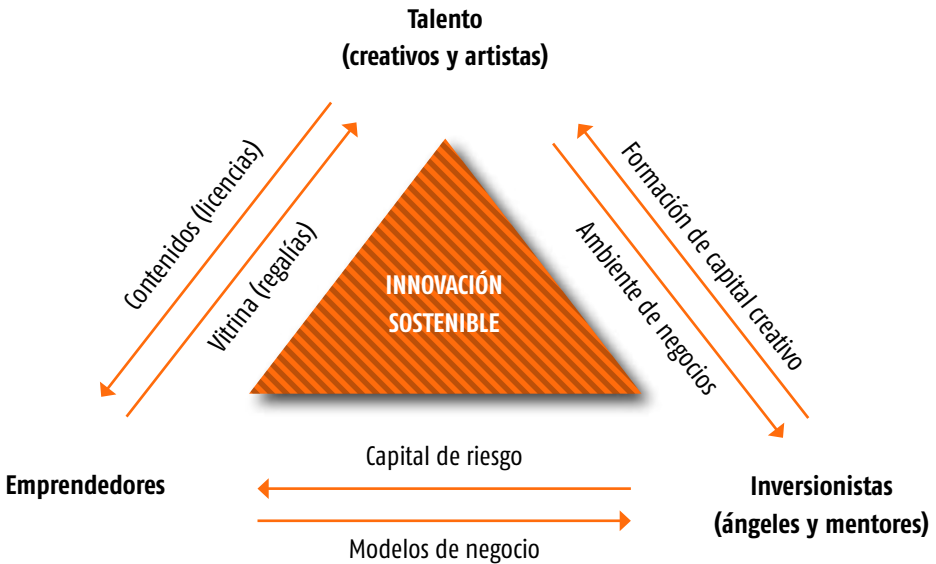 Talento
(creativos y artistas)
Contenidos (licencias)
Vitrina (regalías)
Formación de capital creativo
Ambiente de negocios
INNOVACIÓN
SOSTENIBLE
Capital de riesgo
Emprendedores
Inversionistas
(ángeles y mentores)
Modelos de negocio